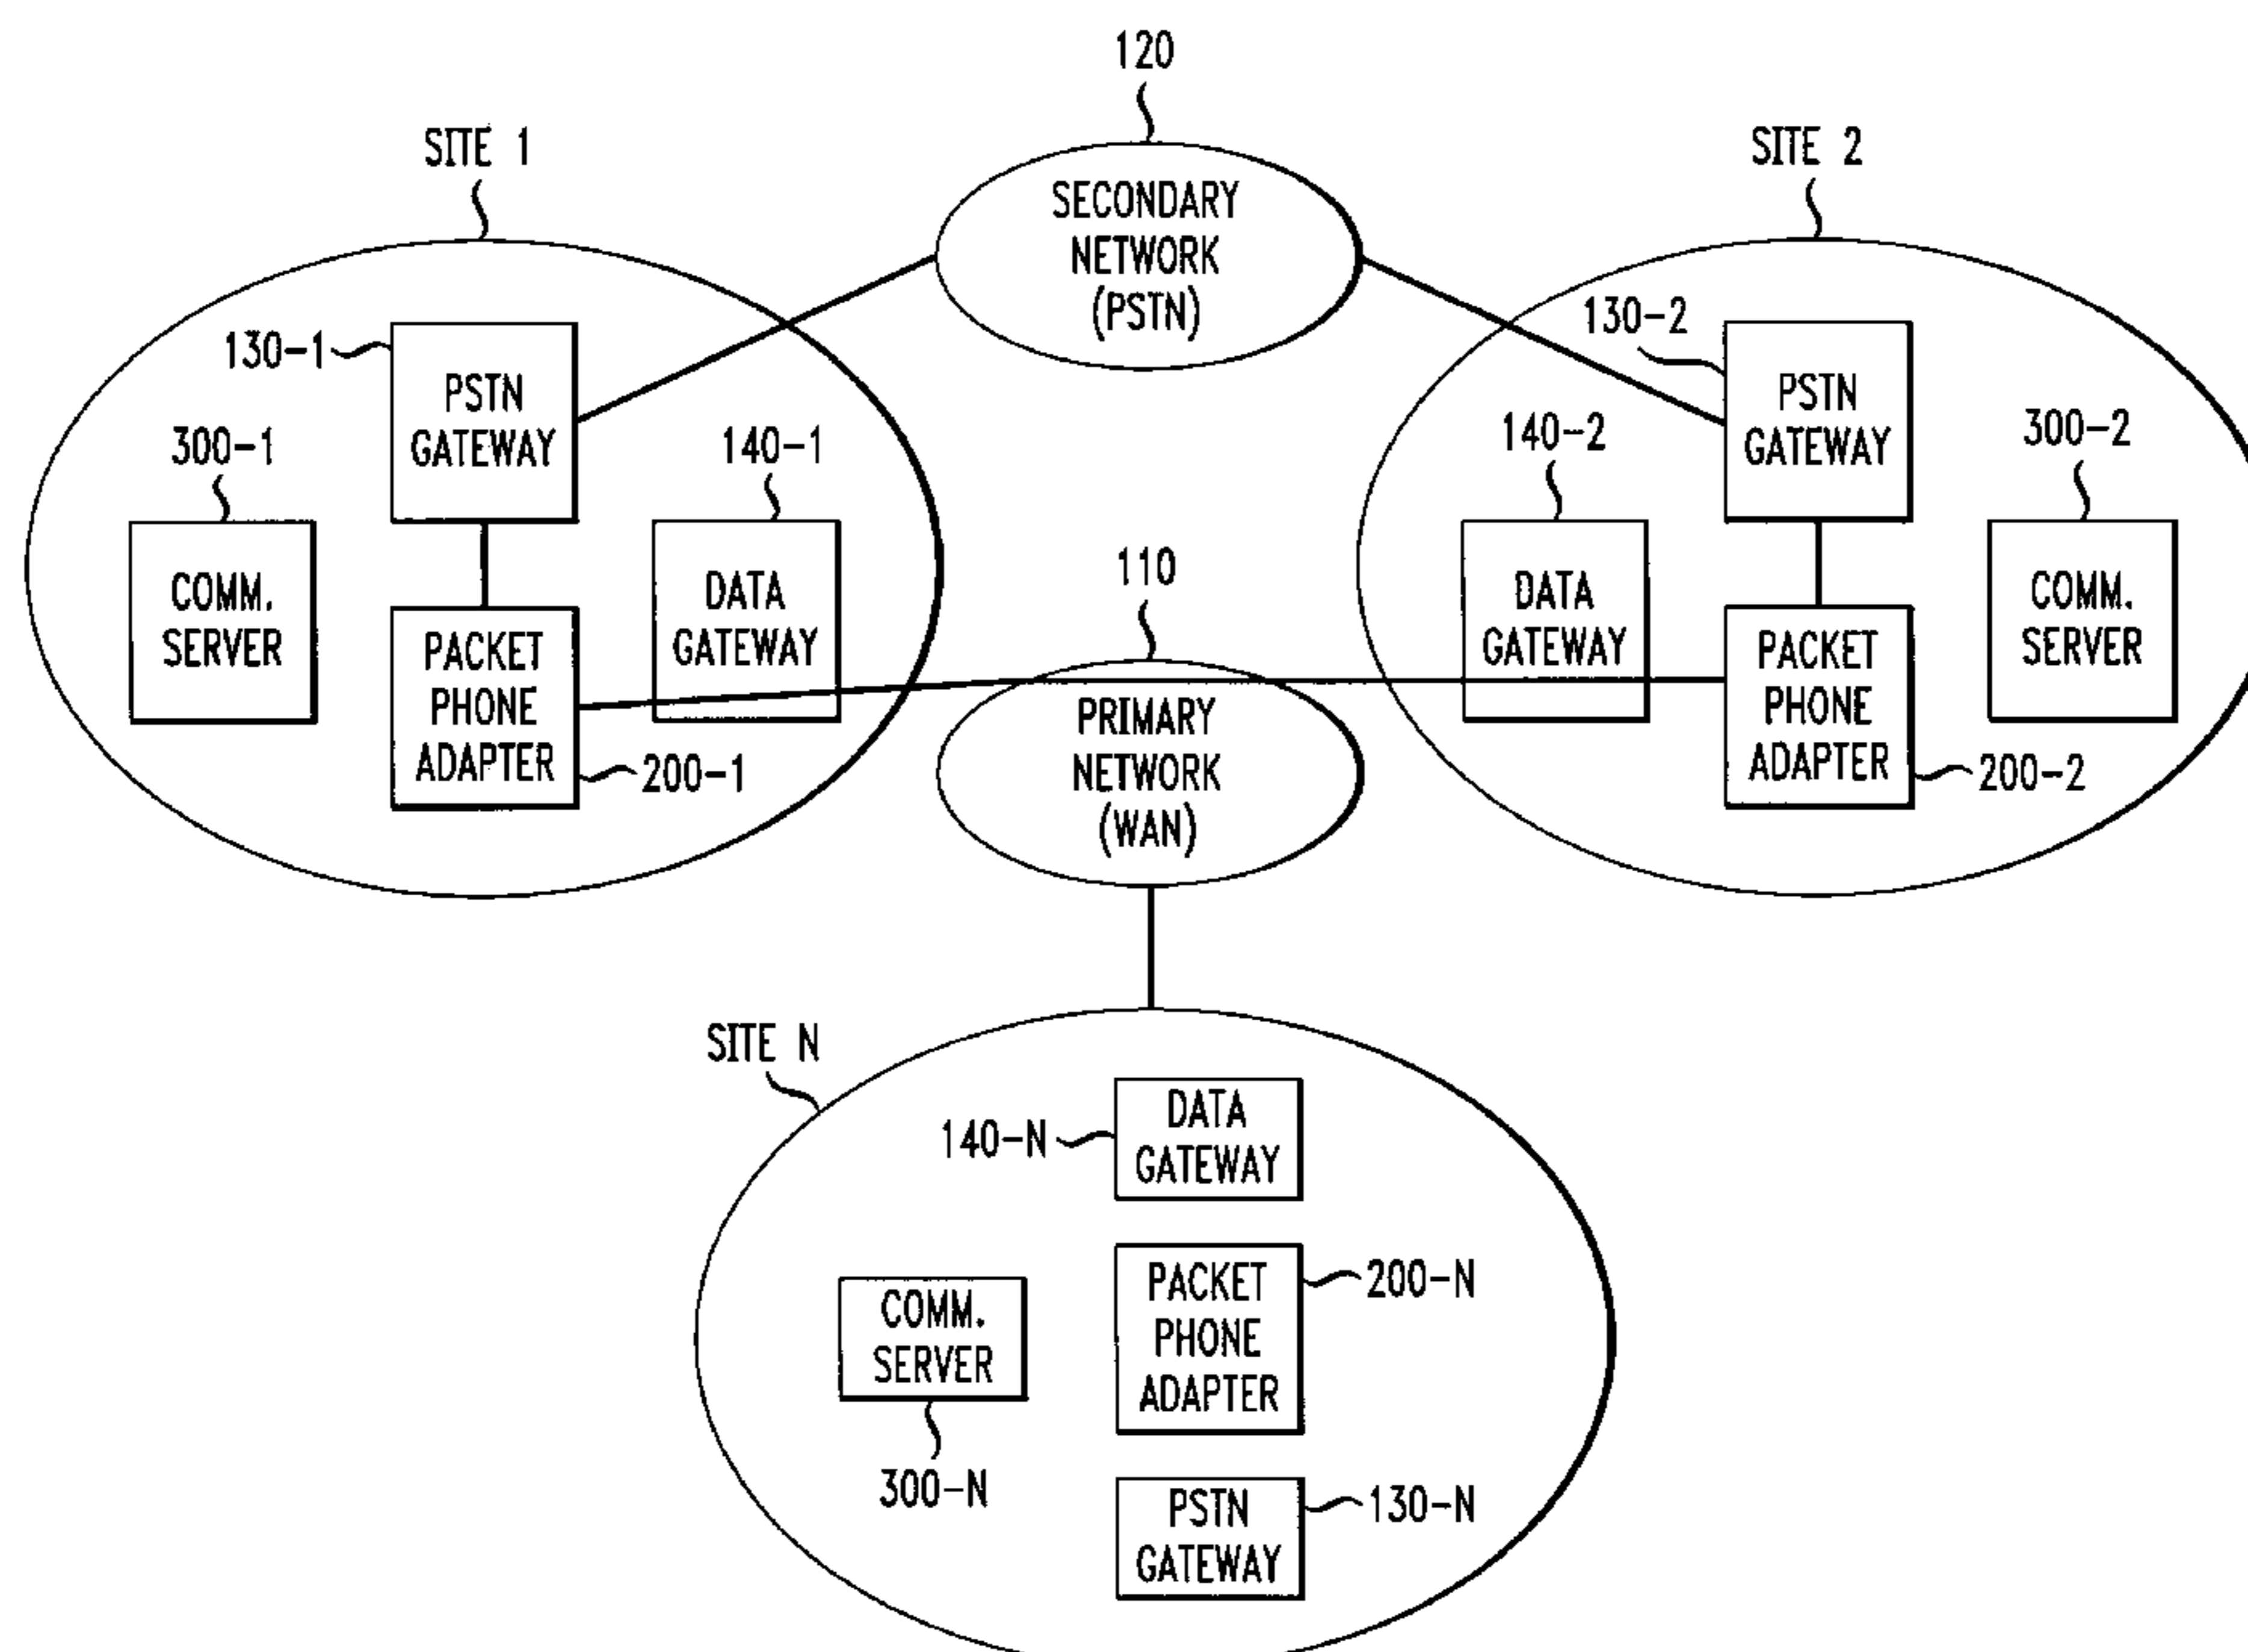 120
SITE 1
SITE 2
SECONDARY
NETWORK
(PSTN)
130-1
PSTN
GATEWAY
300-1
COMM.
SERVER
140-1
DATA
GATEWAY
PACKET
PHONE
ADAPTER
200-1
110
PRIMARY
NETWORK
(WAN)
130-2
PSTN
GATEWAY
140-2
DATA
GATEWAY
300-2
COMM.
SERVER
PACKET
PHONE
ADAPTER
200-2
SITE N
140-N
DATA
GATEWAY
PACKET
PHONE
ADAPTER
200-N
COMM.
SERVER
300-N
PSTN
GATEWAY
130-N